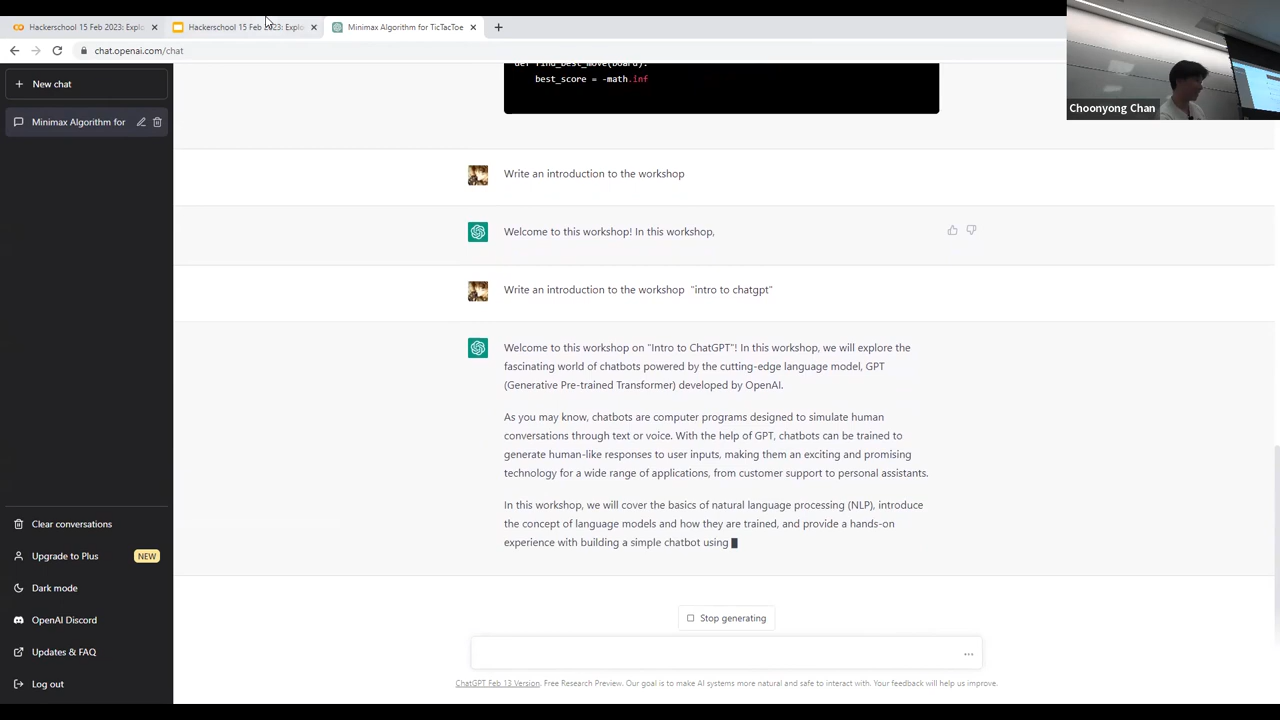 Hackerschool 15 Feb 2023: Explo
Hackerschool 15 Feb 2023: Explo
Minimax Algorithm for TicTacToe
chat.openai.com/chat
New chat
Minimax Algorithm for
def find_best_move(board):
best_score = -math.inf
Choonyong Chan
Write an introduction to the workshop
Welcome to this workshop! In this workshop,
Write an introduction to the workshop "intro to chatgpt"
Welcome to this workshop on "Intro to ChatGPT"! In this workshop, we will explore the
fascinating world of chatbots powered by the cutting-edge language model, GPT
(Generative Pre-trained Transformer) developed by OpenAI.
As you may know, chatbots are computer programs designed to simulate human
conversations through text or voice. With the help of GPT, chatbots can be trained to
generate human-like responses to user inputs, making them an exciting and promising
technology for a wide range of applications, from customer support to personal assistants.
In this workshop, we will cover the basics of natural language processing (NLP), introduce
the concept of language models and how they are trained, and provide a hands-on
experience with building a simple chatbot using
Clear conversations
Upgrade to Plus NEW
Dark mode
OpenAI Discord
Updates & FAQ
Log out
Stop generating
ChatGPT Feb 13 Version. Free Research Preview. Our goal is to make AI systems more natural and safe to interact with. Your feedback will help us improve.